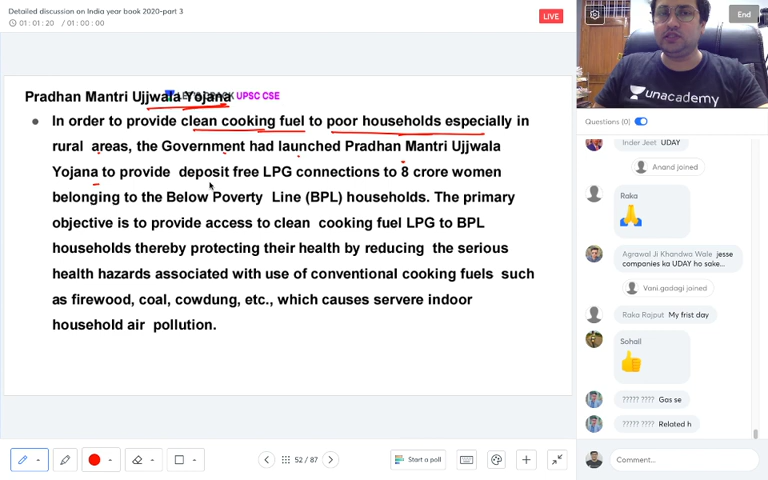 Detailed discussion on India year book 2020-part 3
01:01:20 / 01:00:00
LIVE
End
unacademy
Pradhan Mantri Ujjwala Yojana
CRACK UPSC CSE
In order to provide clean cooking fuel to poor households especially in
rural areas, the Government had launched Pradhan Mantri Ujjwala
Yojana to provide deposit free LPG connections to 8 crore women
belonging to the Below Poverty Line (BPL) households. The primary
objective is to provide access to clean cooking fuel LPG to BPL
households thereby protecting their health by reducing the serious
health hazards associated with use of conventional cooking fuels such
as firewood, coal, cowdung, etc., which causes servere indoor
household air pollution.
Questions (0)
Inder Jeet UDAY
Anand joined
Raka
Agrawal Ji Khandwa Wale jesse
companies ka UDAY ho sake...
Vani.gadagi joined
Raka Rajput My frist day
Sohail
????? ???? Gas se
????? ???? Related h
52 / 87
Start a poll
Comment...